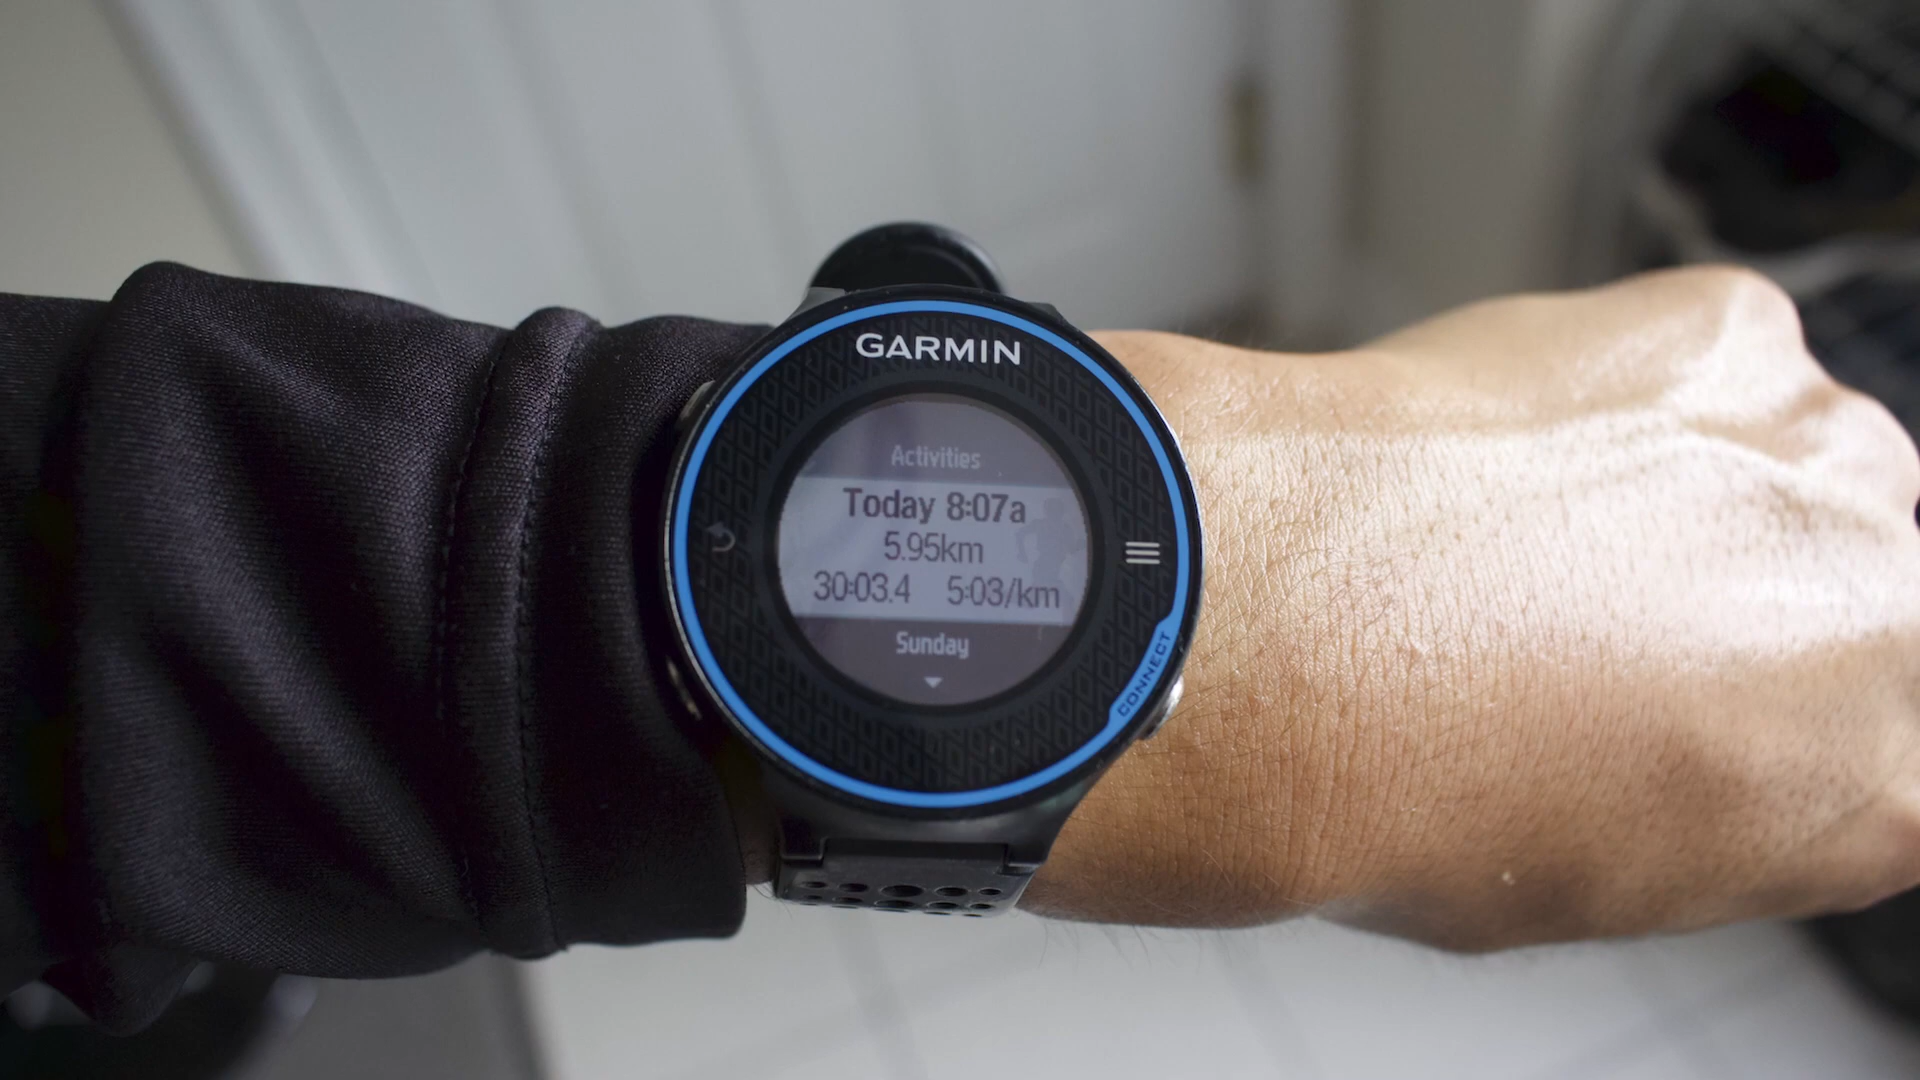 GARMIN
Activities
Today 8:07a
5.95km
30:03.4 5:03/km
Sunday
CONNECT